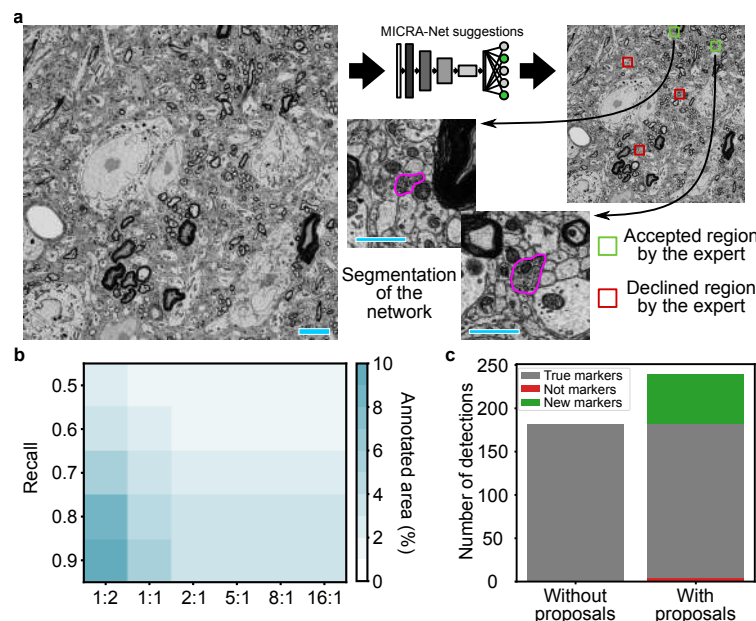 a
MICRA-Net suggestions
Segmentation
of the
network
Accepted region
by the expert
Declined region
by the expert
b
Recall
0.5
0.6
0.7
0.8
0.9
1:2 1:1 2:1 5:1 8:1 16:1
10
8
6
4
2
0
Annotated area (%)
c
Number of detections
250
200
150
100
50
0
True markers
Not markers
New markers
Without
proposals
With
proposals